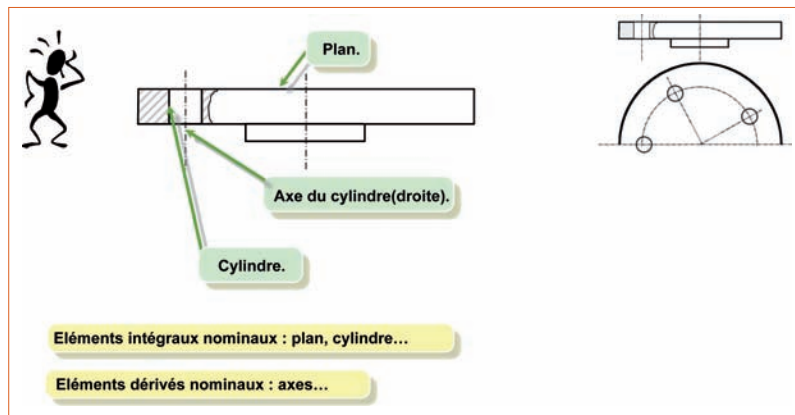 Plan.
Axe du cylindre(droite).
Cylindre.
Eléments intégraux nominaux : plan, cylindre…
Eléments dérivés nominaux : axes…